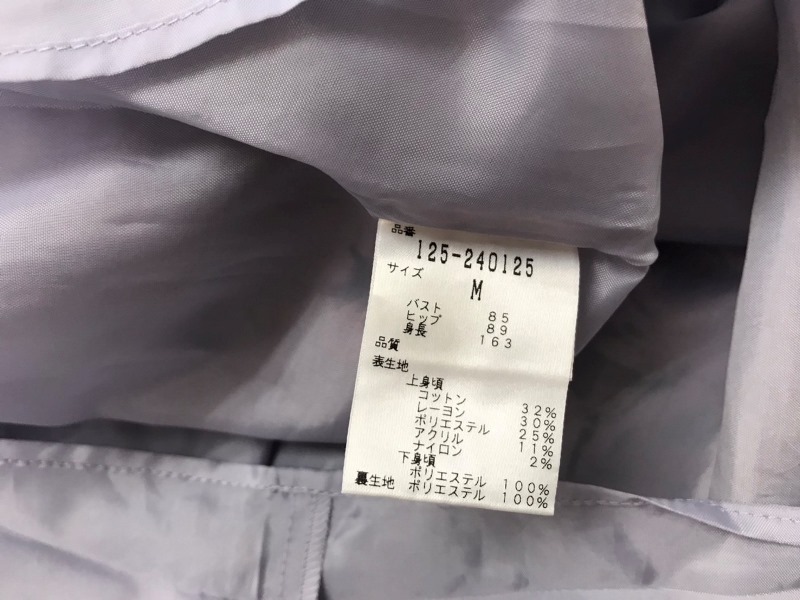 品番
125-240125
サイズ
M
バスト 85
ヒップ 89
身長 163
品質
表生地
上身頃
コットン 32%
レーヨン 30%
ポリエステル 25%
アクリル 11%
ナイロン 2%
下身頃
ポリエステル 100%
裏生地 ポリエステル 100%